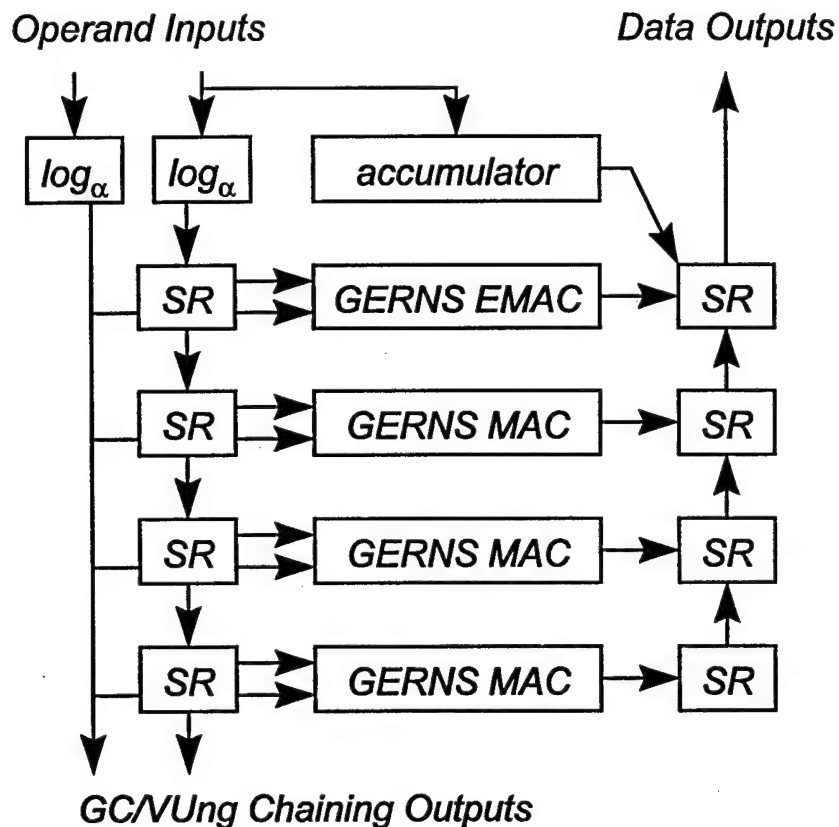 Operand Inputs Data Outputs
logα logα accumulator
SR GERNS EMAC SR
SR GERNS MAC SR
SR GERNS MAC SR
SR GERNS MAC SR
GC/VUng Chaining Outputs